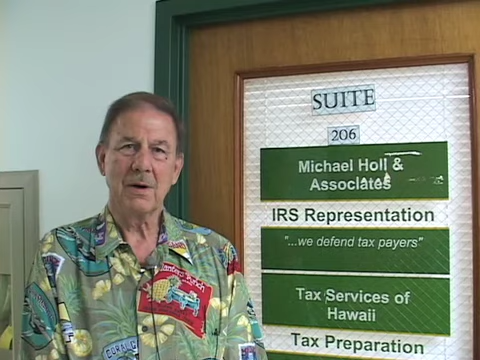 SUITE
206
Michael Holl &
Associates
IRS Representation
"...we defend tax payers"
Tax Services of
Hawaii
Tax Preparation